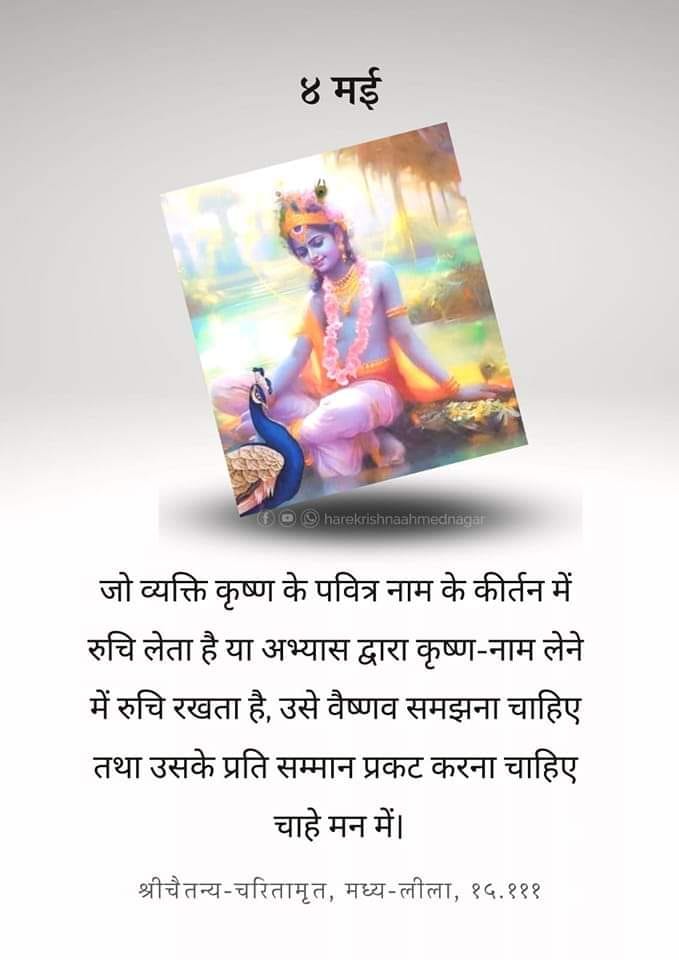 ४ मई
harekrishnaahmednagar
जो व्यक्ति कृष्ण के पवित्र नाम के कीर्तन में
रुचि लेता है या अभ्यास द्वारा कृष्ण-नाम लेने
में रुचि रखता है, उसे वैष्णव समझना चाहिए
तथा उसके प्रति सम्मान प्रकट करना चाहिए
चाहे मन में।
श्रीचैतन्य-चरितामृत, मध्य-लीला, १५.१११